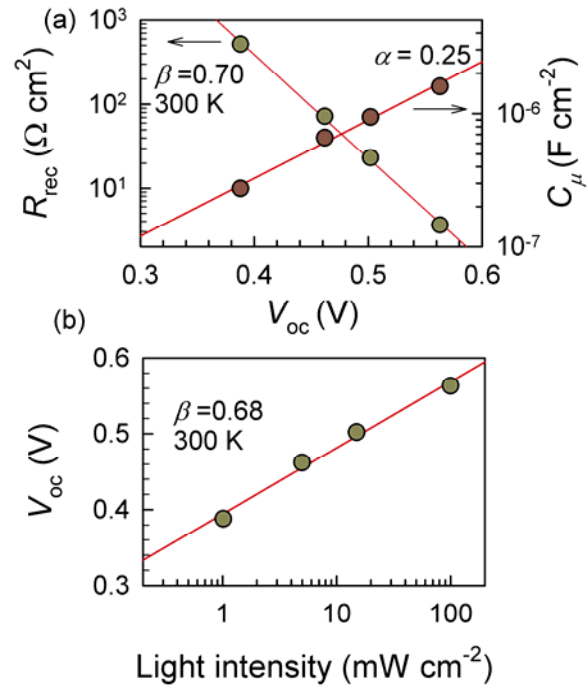 (a)
10³
10²
10¹
R_rec (Ω cm²)
β=0.70
300 K
α = 0.25
10⁻⁶
10⁻⁷
C_μ (F cm⁻²)
0.3 0.4 0.5 0.6
V_oc (V)
(b)
0.6
0.5
0.4
0.3
V_oc (V)
β=0.68
300 K
1 10 100
Light intensity (mW cm⁻²)